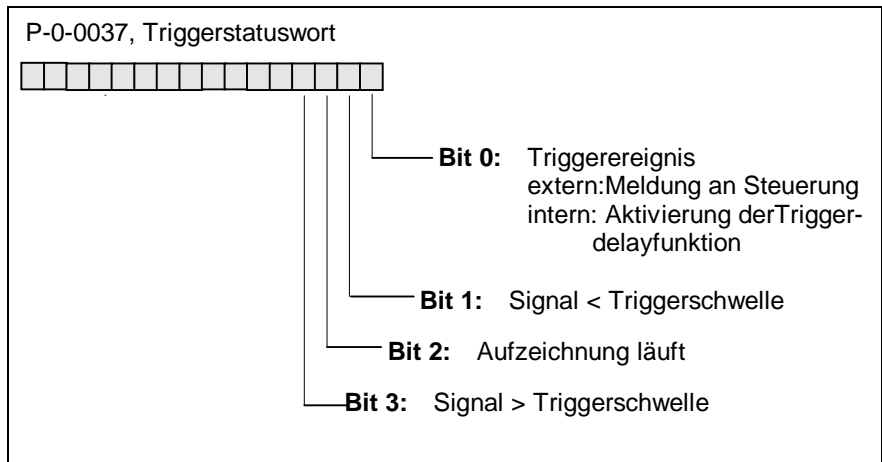 P-0-0037, Triggerstatuswort
Bit 0: Triggerereignis
extern:Meldung an Steuerung
intern: Aktivierung derTrigger-
delayfunktion
Bit 1: Signal < Triggerschwelle
Bit 2: Aufzeichnung läuft
Bit 3: Signal > Triggerschwelle